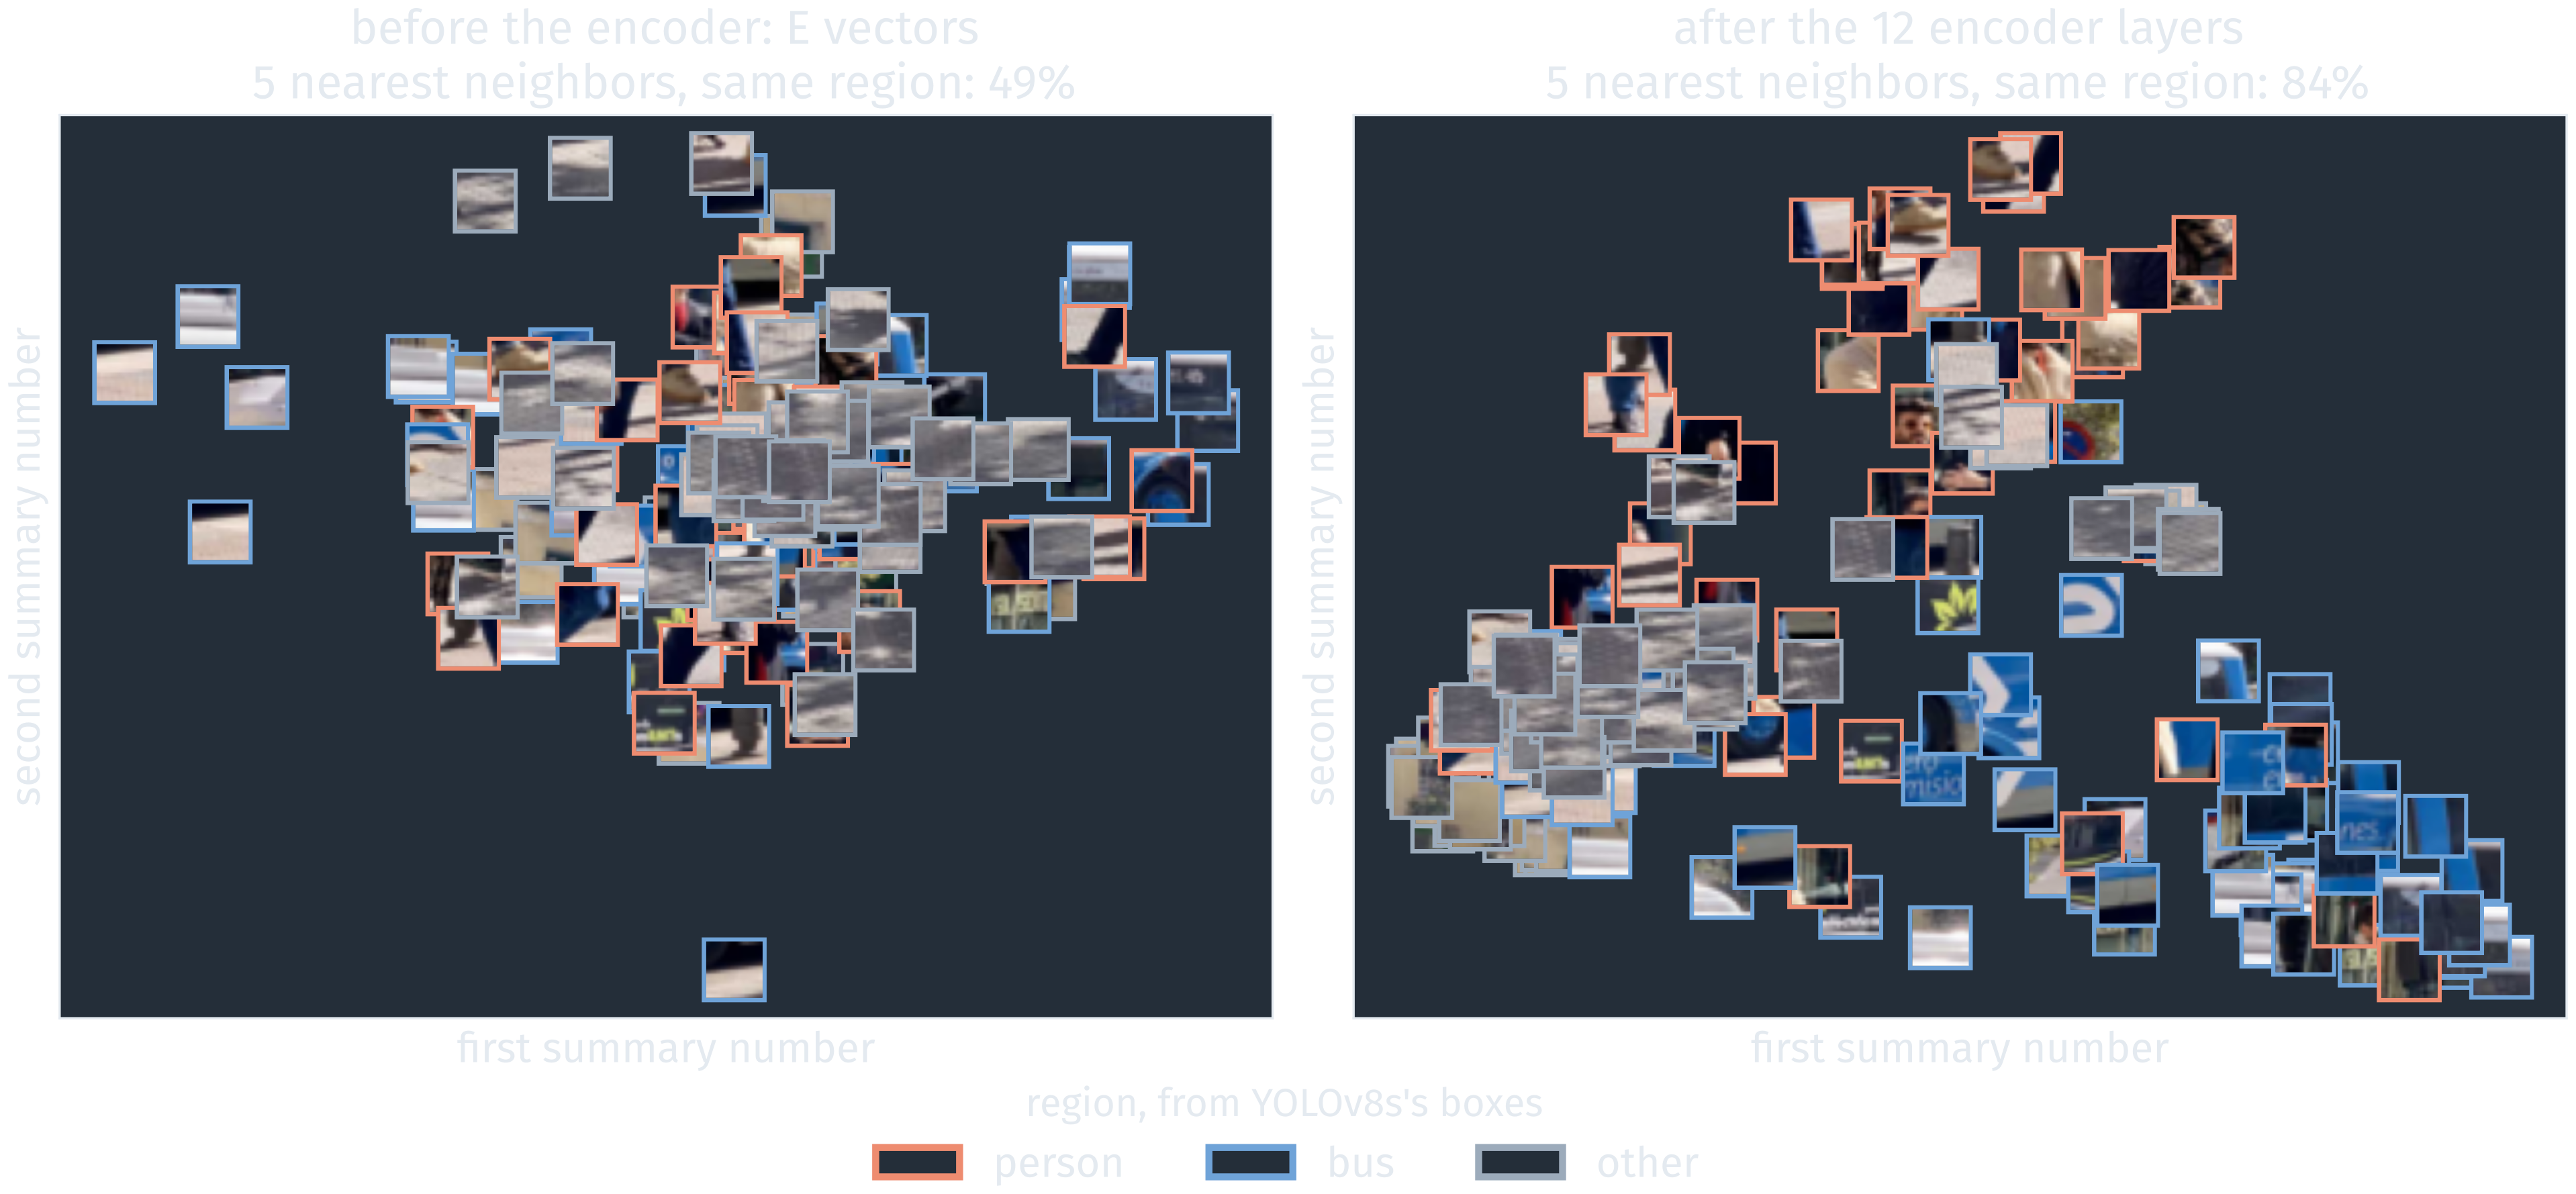 before the encoder: E vectors
5 nearest neighbors, same region: 49%
after the 12 encoder layers
5 nearest neighbors, same region: 84%
second summary number
second summary number
first summary number
first summary number
region, from YOLOv8s's boxes
person
bus
other